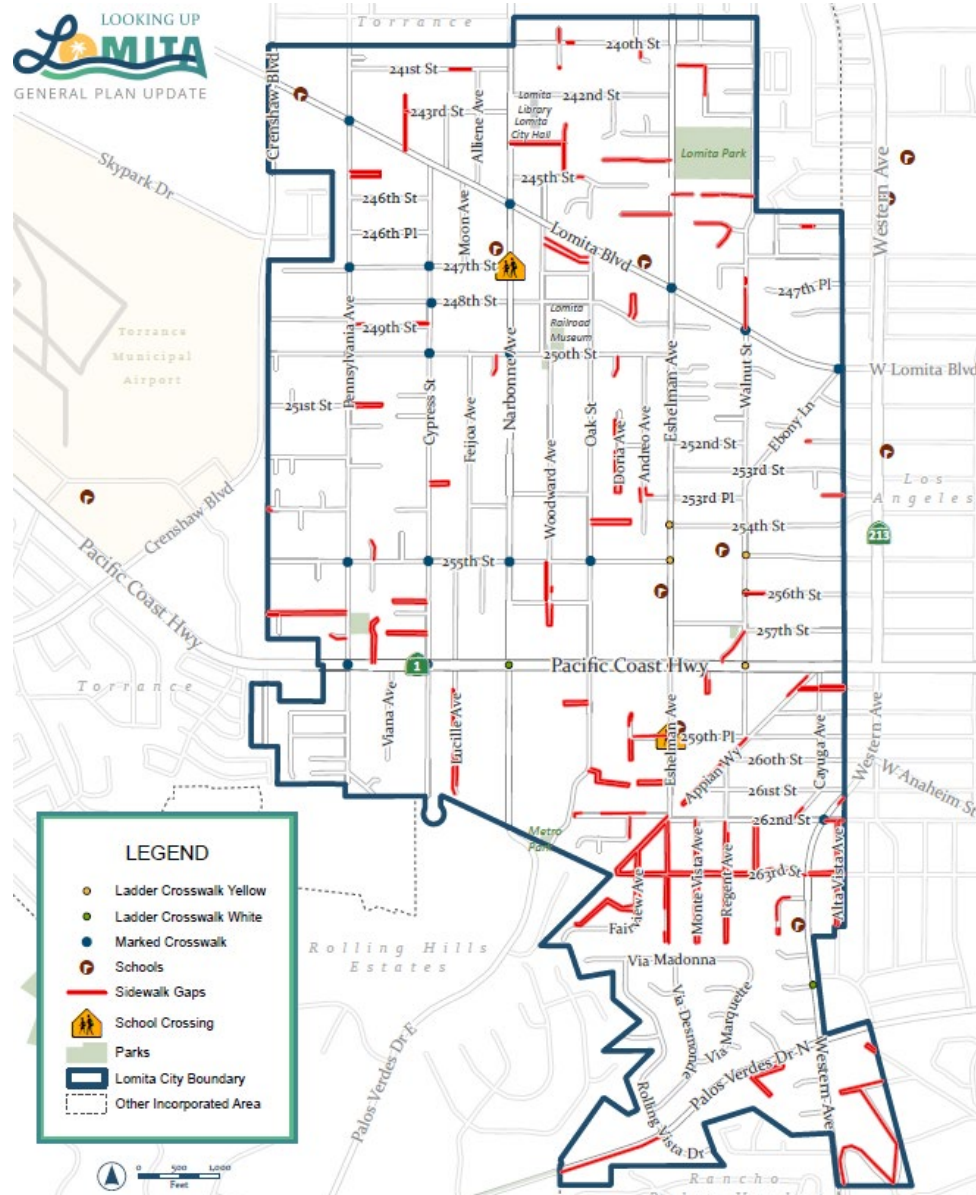 LOOKING UP
LOMITA
GENERAL PLAN UPDATE
Torrance
Crenshaw Blvd
240th St
241st St
242nd St
243rd St
Alliene Ave
Lomita
Library
Lomita
City Hall
Lomita Park
Skypark Dr
245th St
246th St
246th Pl
Moon Ave
Lomita Blvd
Western Ave
247th St
247th Pl
248th St
249th St
Lomita
Railroad
Museum
250th St
Torrance
Municipal
Airport
Pennsylvania Ave
Cypress St
Narbonne Ave
Eshelman Ave
Walnut St
W Lomita Blvd
251st St
Feijoa Ave
Woodward Ave
Oak St
Doria Ave
Andreo Ave
Ebony Ln
252nd St
253rd St
253rd Pl
254th St
Los
Angeles
213
Crenshaw Blvd
Pacific Coast Hwy
255th St
256th St
257th St
1
Pacific Coast Hwy
Torrance
Viana Ave
Lucille Ave
Eshelman Ave
259th Pl
260th St
261st St
262nd St
263rd St
Appian Wy
Cayuga Ave
Western Ave
W Anaheim St
Metro
Park
Fairview Ave
Monte Vista Ave
Regent Ave
Alta Vista Ave
Rolling Hills
Estates
Via Madonna
Via Desmonde
Via Marquette
Palos Verdes Dr E
Palos Verdes Dr N
Rolling Vista Dr
Western Ave
Rancho
LEGEND
Ladder Crosswalk Yellow
Ladder Crosswalk White
Marked Crosswalk
Schools
Sidewalk Gaps
School Crossing
Parks
Lomita City Boundary
Other Incorporated Area
0 500 1,000
Feet